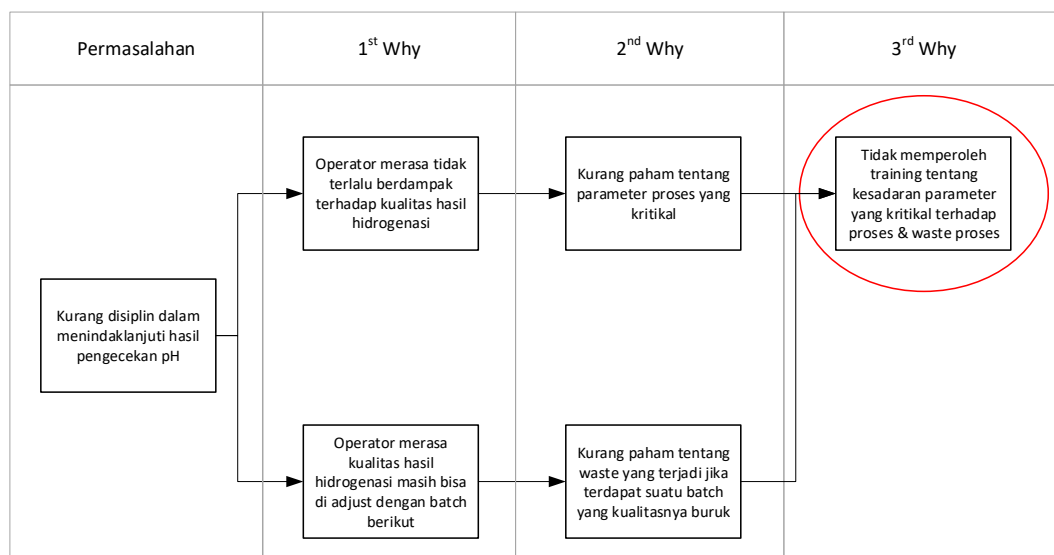 Permasalahan
1st Why
2nd Why
3rd Why
Operator merasa tidak
terlalu berdampak
terhadap kualitas hasil
hidrogenasi
Kurang paham tentang
parameter proses yang
kritikal
Tidak memperoleh
training tentang
kesadaran parameter
yang kritikal terhadap
proses & waste proses
Kurang disiplin dalam
menindaklanjuti hasil
pengecekan pH
Operator merasa
kualitas hasil
hidrogenasi masih bisa
di adjust dengan batch
berikut
Kurang paham tentang
waste yang terjadi jika
terdapat suatu batch
yang kualitasnya buruk